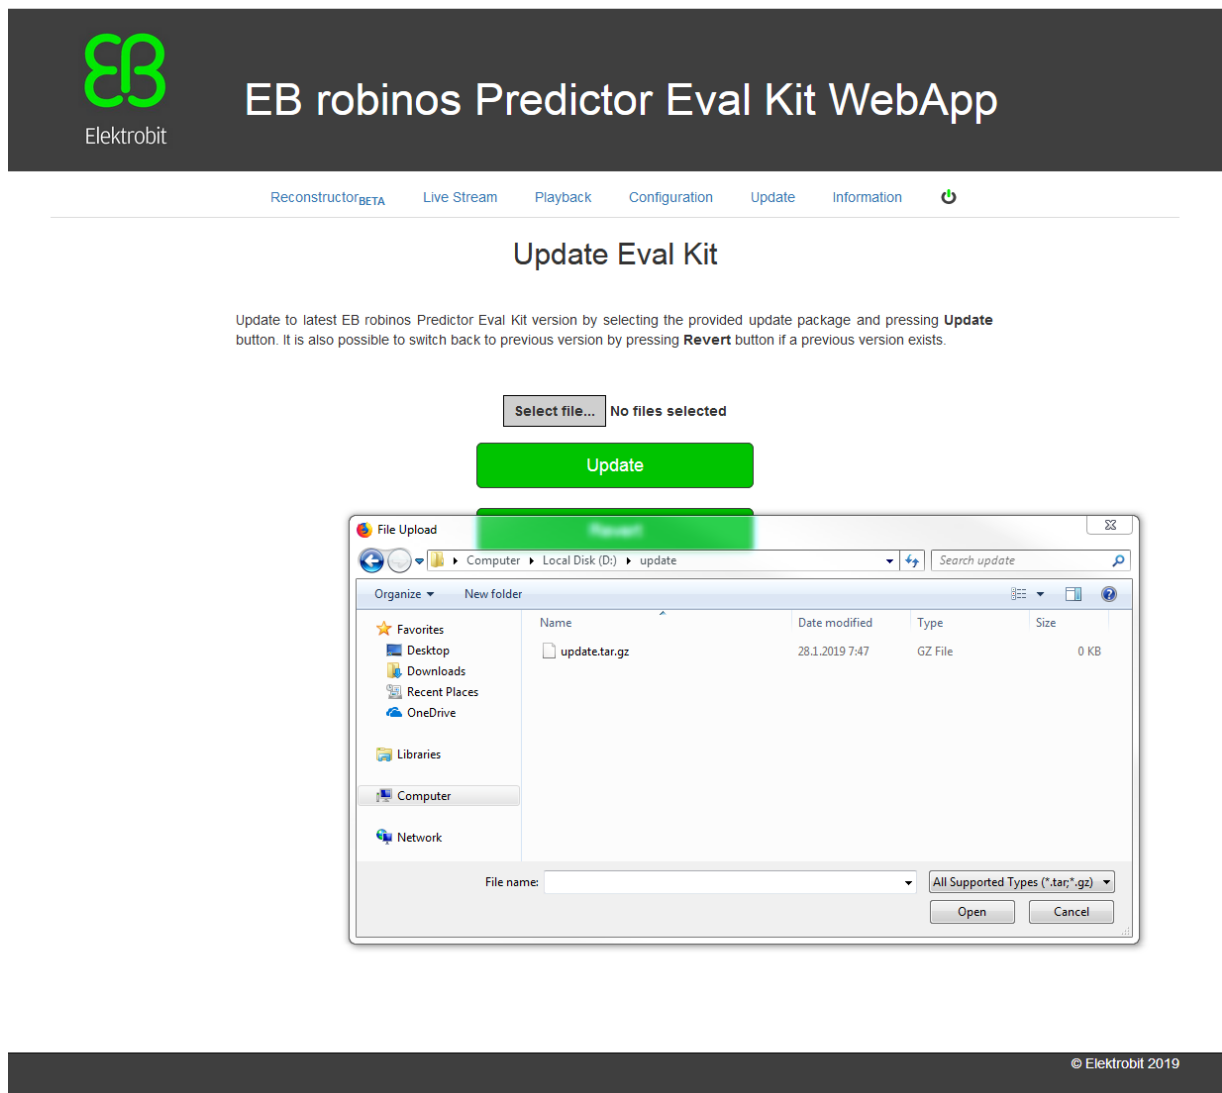 EB
Elektrobit
EB robinos Predictor Eval Kit WebApp
ReconstructorBETA Live Stream Playback Configuration Update Information
Update Eval Kit
Update to latest EB robinos Predictor Eval Kit version by selecting the provided update package and pressing Update
button. It is also possible to switch back to previous version by pressing Revert button if a previous version exists.
Select file... No files selected
Update
Revert
File Upload
Computer Local Disk (D:) update
Search update
Organize New folder
Name Date modified Type Size
update.tar.gz 28.1.2019 7:47 GZ File 0 KB
Favorites
Desktop
Downloads
Recent Places
OneDrive
Libraries
Computer
Network
File name: All Supported Types (*.tar;*.gz)
Open Cancel
© Elektrobit 2019